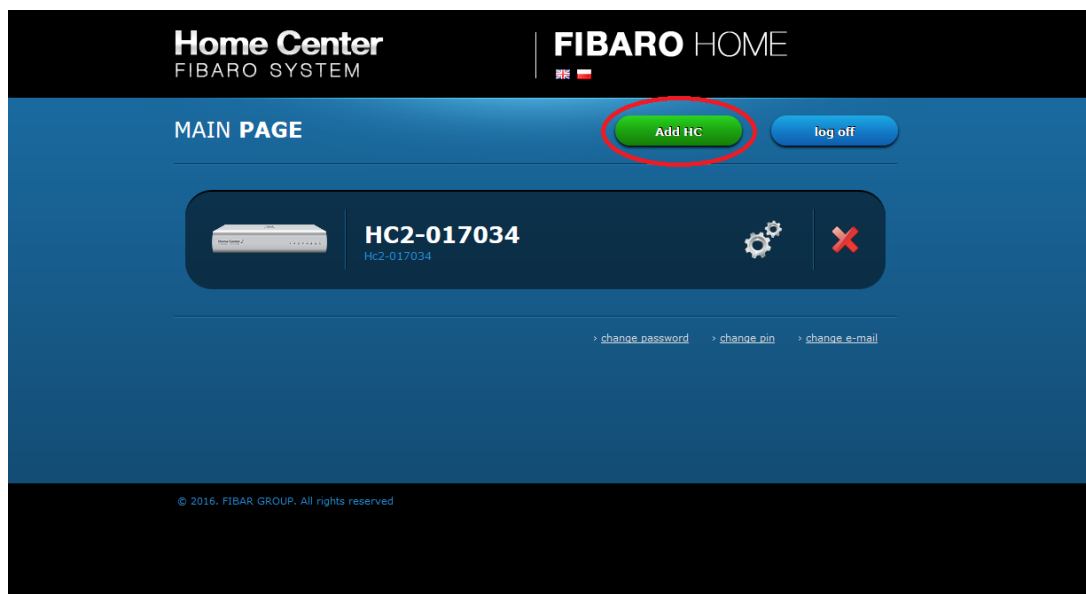 Home Center
FIBARO SYSTEM
FIBARO HOME
MAIN PAGE
Add HC
log off
HC2-017034
Hc2-017034
› change password › change pin › change e-mail
© 2016. FIBAR GROUP. All rights reserved